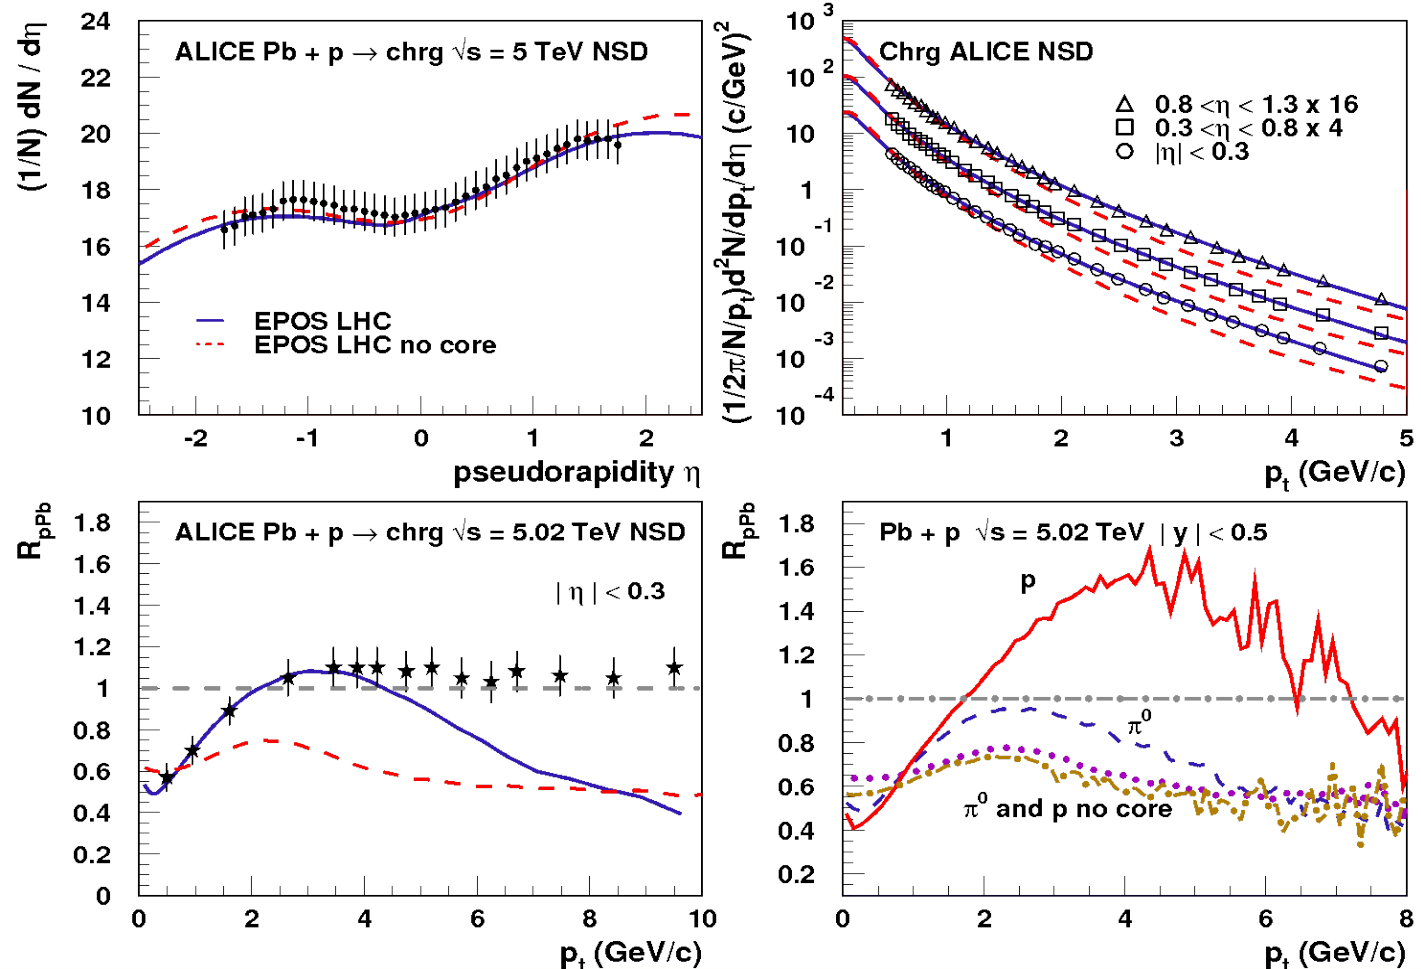 (1/N) dN / dη
24
22
20
18
16
14
12
10
ALICE Pb + p → chrg √s = 5 TeV NSD
EPOS LHC
EPOS LHC no core
-2
-1
0
1
2
pseudorapidity η
(1/2π/N/pₜ)d²N/dpₜ/dη (c/GeV)²
10³
10²
10
1
10⁻¹
10⁻²
10⁻³
10⁻⁴
Chrg ALICE NSD
0.8 <η < 1.3 x 16
0.3 <η < 0.8 x 4
|η| < 0.3
1
2
3
4
5
pₜ (GeV/c)
R_pPb
1.8
1.6
1.4
1.2
1
0.8
0.6
0.4
0.2
0
ALICE Pb + p → chrg √s = 5.02 TeV NSD
| η | < 0.3
0
2
4
6
8
10
pₜ (GeV/c)
R_pPb
1.8
1.6
1.4
1.2
1
0.8
0.6
0.4
0.2
Pb + p √s = 5.02 TeV | y | < 0.5
p
π⁰
π⁰ and p no core
0
2
4
6
8
pₜ (GeV/c)